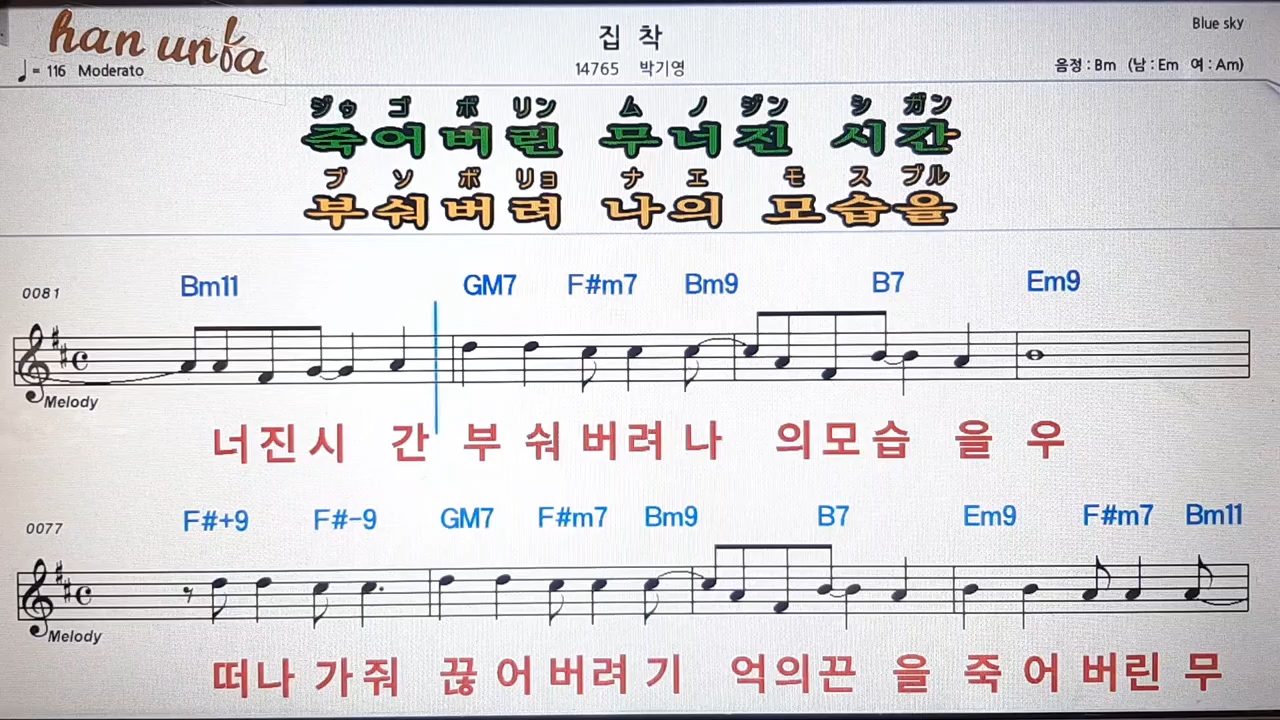 han unfa
♩= 116 Moderato
집 착
14765 박기영
Blue sky
음정 : Bm (남 : Em 여 : Am)
ジゥ ゴ ボ リン ム ノ ジン シ ガン
죽어버린 무너진 시간
ブ ソ ボ リョ ナ エ モ ス ブル
부숴버려 나의 모습을
0081 Bm11 GM7 F#m7 Bm9 B7 Em9
Melody
너진시 간 부 숴 버려 나 의모습 을 우
0077 F#+9 F#-9 GM7 F#m7 Bm9 B7 Em9 F#m7 Bm11
Melody
떠나 가줘 끊 어 버려 기 억의끈 을 죽 어 버린 무